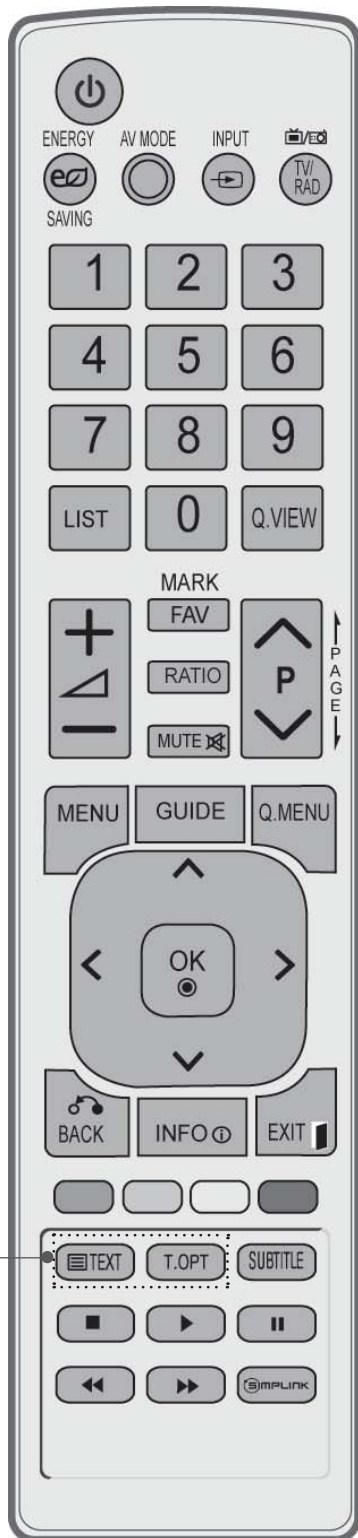 ENERGY AV MODE INPUT
TV/
RAD
SAVING
1 2 3
4 5 6
7 8 9
LIST 0 Q.VIEW
MARK
FAV
RATIO
P
PAGE
MUTE
MENU GUIDE Q.MENU
OK
BACK INFO EXIT
TEXT T.OPT SUBTITLE
SIMPLINK